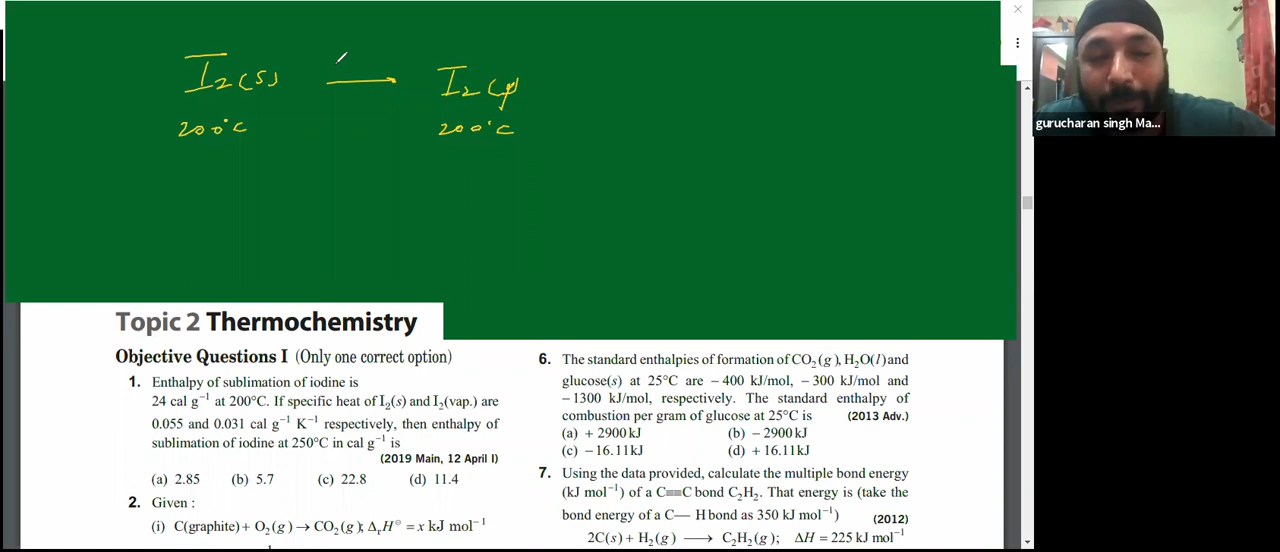 I2(s) → I2(g)
200°C 200°C
gurucharan singh Ma...
Topic 2 Thermochemistry
Objective Questions I (Only one correct option)
1. Enthalpy of sublimation of iodine is
24 cal g⁻¹ at 200°C. If specific heat of I₂(s) and I₂(vap.) are
0.055 and 0.031 cal g⁻¹ K⁻¹ respectively, then enthalpy of
sublimation of iodine at 250°C in cal g⁻¹ is
(2019 Main, 12 April I)
(a) 2.85 (b) 5.7 (c) 22.8 (d) 11.4
2. Given :
(i) C(graphite) + O₂(g) → CO₂(g); ΔrH° = x kJ mol⁻¹
6. The standard enthalpies of formation of CO₂(g), H₂O(l) and
glucose(s) at 25°C are – 400 kJ/mol, – 300 kJ/mol and
– 1300 kJ/mol, respectively. The standard enthalpy of
combustion per gram of glucose at 25°C is (2013 Adv.)
(a) + 2900 kJ (b) – 2900 kJ
(c) – 16.11 kJ (d) + 16.11 kJ
7. Using the data provided, calculate the multiple bond energy
(kJ mol⁻¹) of a C≡C bond C₂H₂. That energy is (take the
bond energy of a C— H bond as 350 kJ mol⁻¹) (2012)
2C(s) + H₂(g) ⟶ C₂H₂(g); ΔH = 225 kJ mol⁻¹